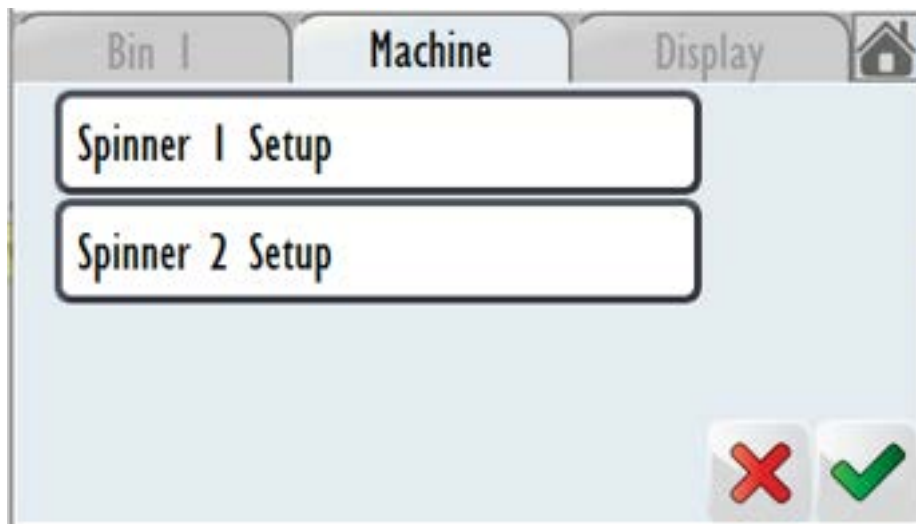 Bin 1
Machine
Display
Spinner 1 Setup
Spinner 2 Setup